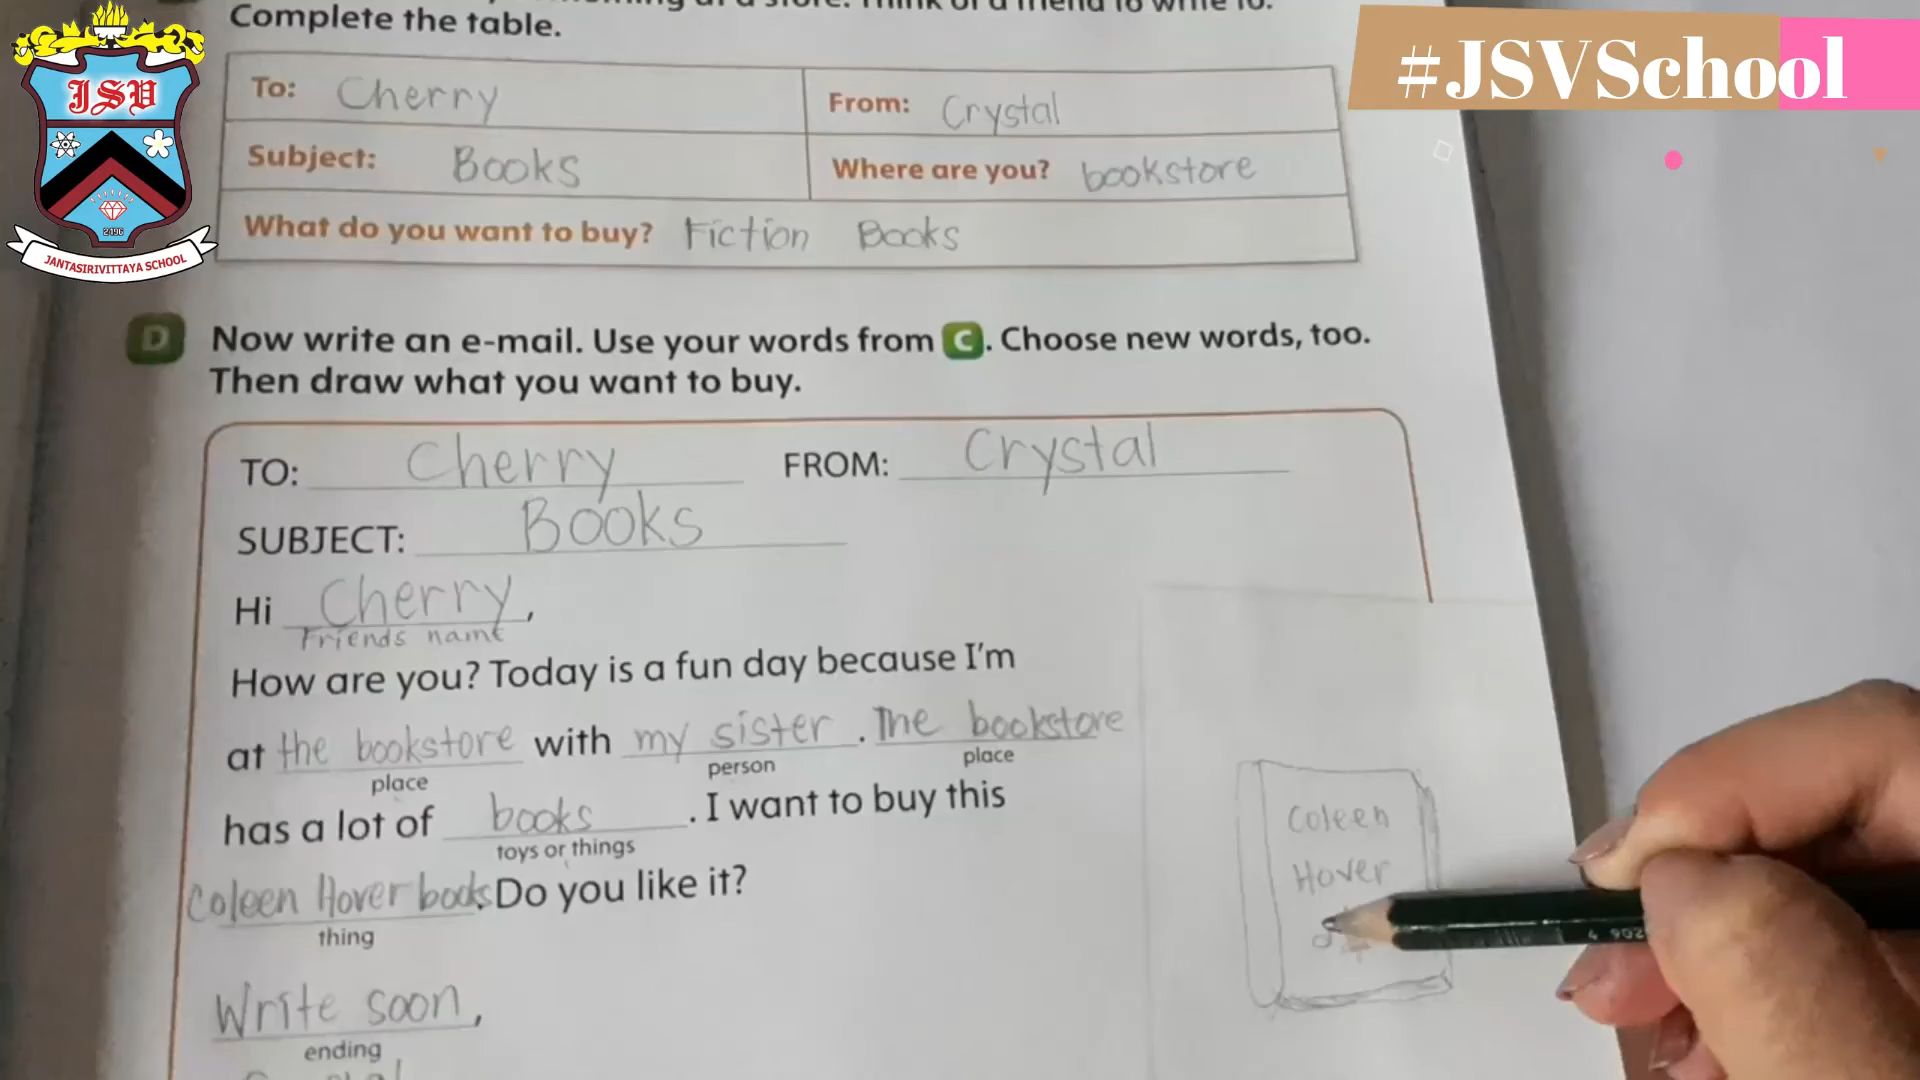 #JSVSchool
JSV
2496
JANTASIRIVITTAYA SCHOOL
Complete the table.
To: Cherry From: Crystal
Subject: Books Where are you? bookstore
What do you want to buy? Fiction Books
D Now write an e-mail. Use your words from C. Choose new words, too.
Then draw what you want to buy.
TO: Cherry FROM: Crystal
SUBJECT: Books
Hi Cherry,
Friends name
How are you? Today is a fun day because I'm
at the bookstore with my sister. The bookstore
place person place
has a lot of books. I want to buy this
toys or things
Coleen Hover books. Do you like it?
thing
Write soon,
ending
Coleen
Hover
902